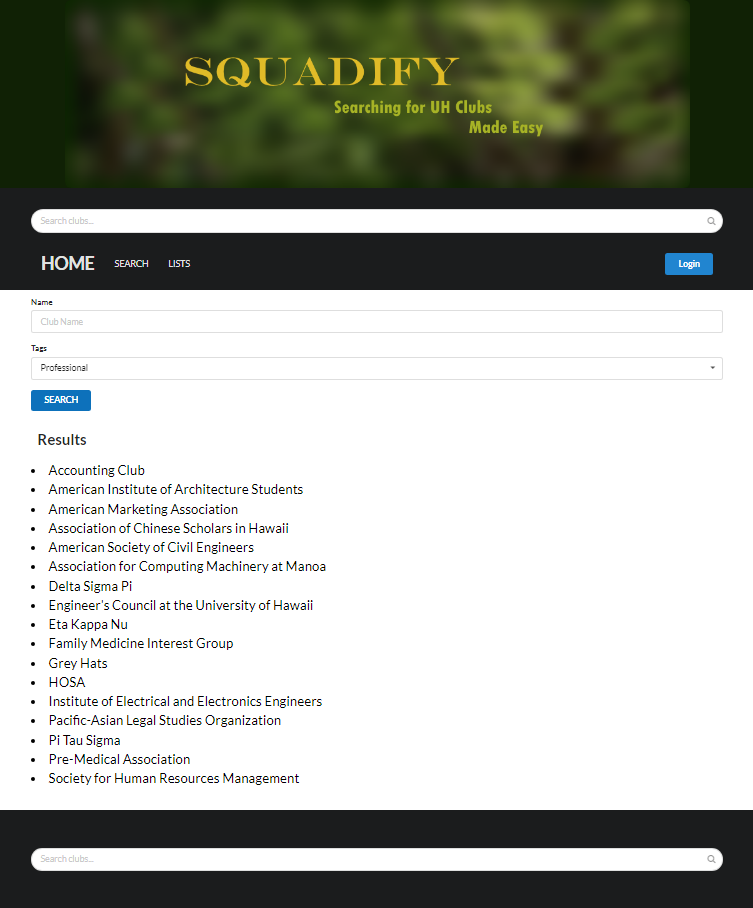 SQUADIFY
Searching for UH Clubs
Made Easy
Search clubs...
HOME SEARCH LISTS Login
Name
Club Name
Tags
Professional
SEARCH
Results
Accounting Club
American Institute of Architecture Students
American Marketing Association
Association of Chinese Scholars in Hawaii
American Society of Civil Engineers
Association for Computing Machinery at Manoa
Delta Sigma Pi
Engineer's Council at the University of Hawaii
Eta Kappa Nu
Family Medicine Interest Group
Grey Hats
HOSA
Institute of Electrical and Electronics Engineers
Pacific-Asian Legal Studies Organization
Pi Tau Sigma
Pre-Medical Association
Society for Human Resources Management
Search clubs...